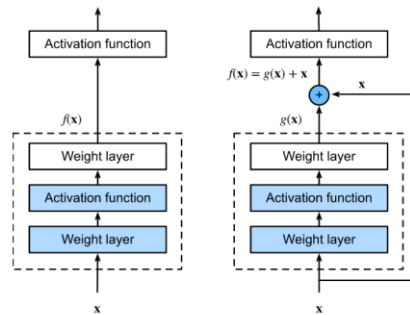 Activation function
f(x)
Weight layer
Activation function
Weight layer
x
Activation function
f(x) = g(x) + x
x
+
g(x)
Weight layer
Activation function
Weight layer
x